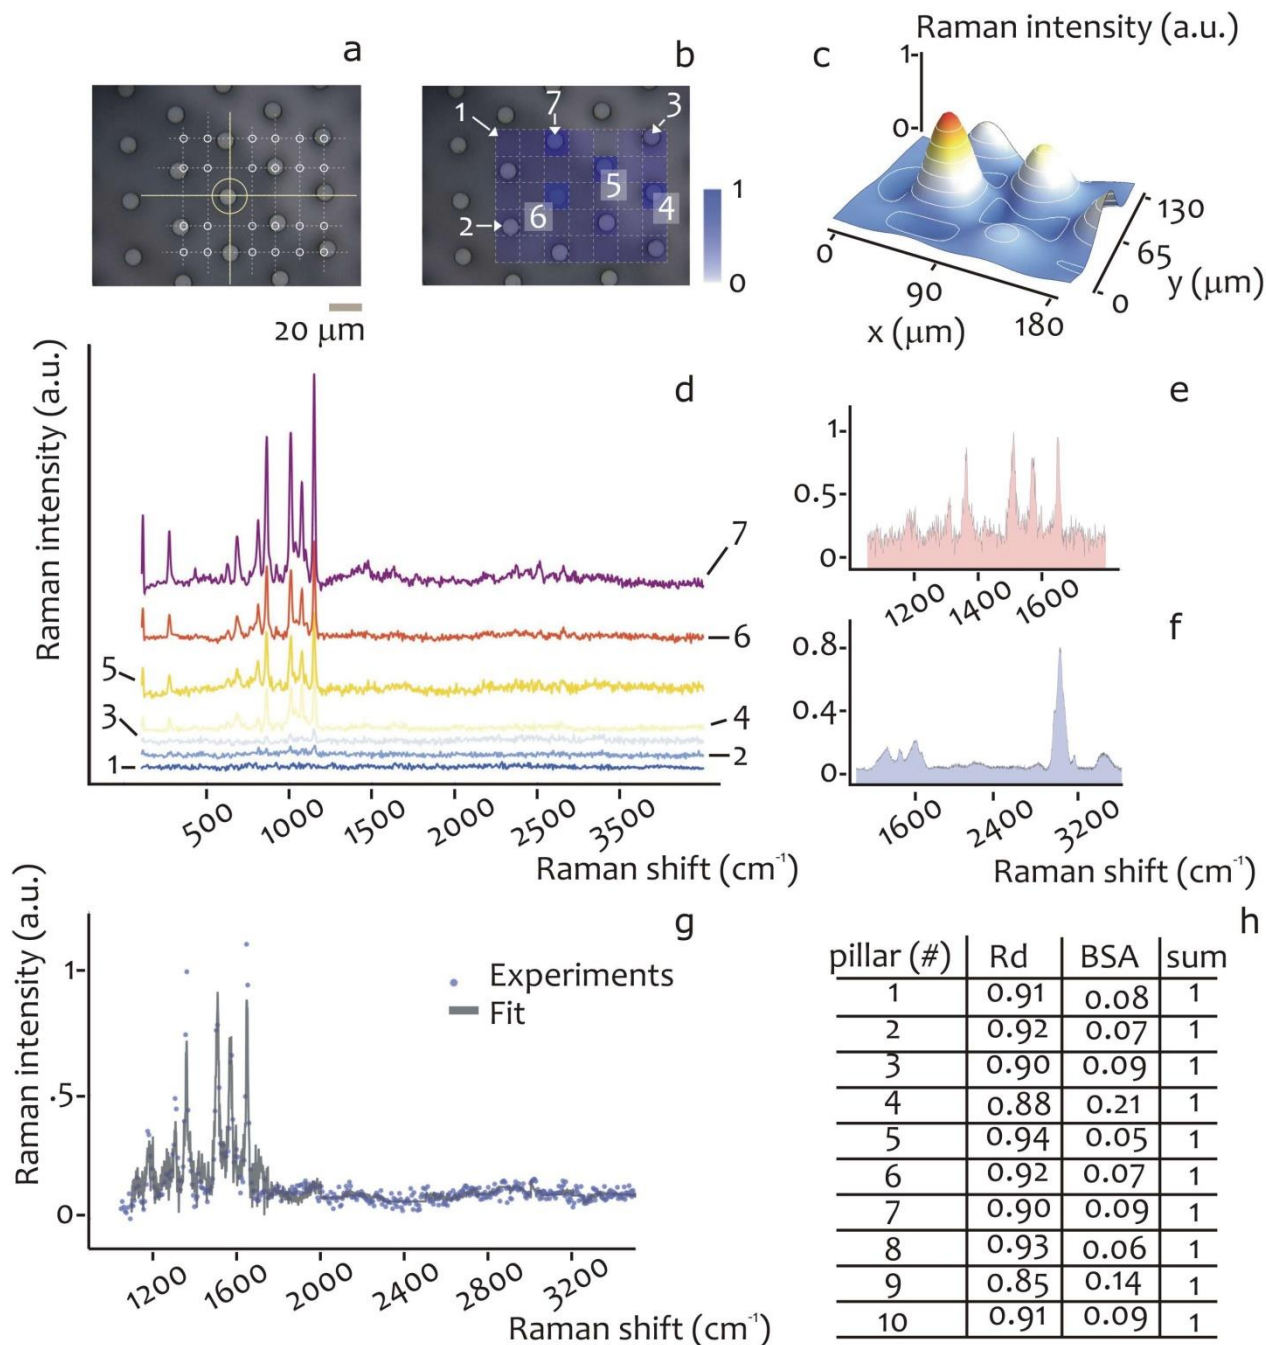 a
20 μm
b
1
7
3
5
4
6
2
1
0
c
Raman intensity (a.u.)
1
0
0
90
180
x (μm)
130
65
0
y (μm)
d
Raman intensity (a.u.)
7
6
5
3
4
2
1
500
1000
1500
2000
2500
3500
Raman shift (cm⁻¹)
e
1
0.5
0
1200
1400
1600
f
0.8
0.4
0
1600
2400
3200
Raman shift (cm⁻¹)
g
Raman intensity (a.u.)
1
.5
0
Experiments
Fit
1200
1600
2000
2400
2800
3200
Raman shift (cm⁻¹)
h
pillar (#) Rd BSA sum
1 0.91 0.08 1
2 0.92 0.07 1
3 0.90 0.09 1
4 0.88 0.21 1
5 0.94 0.05 1
6 0.92 0.07 1
7 0.90 0.09 1
8 0.93 0.06 1
9 0.85 0.14 1
10 0.91 0.09 1